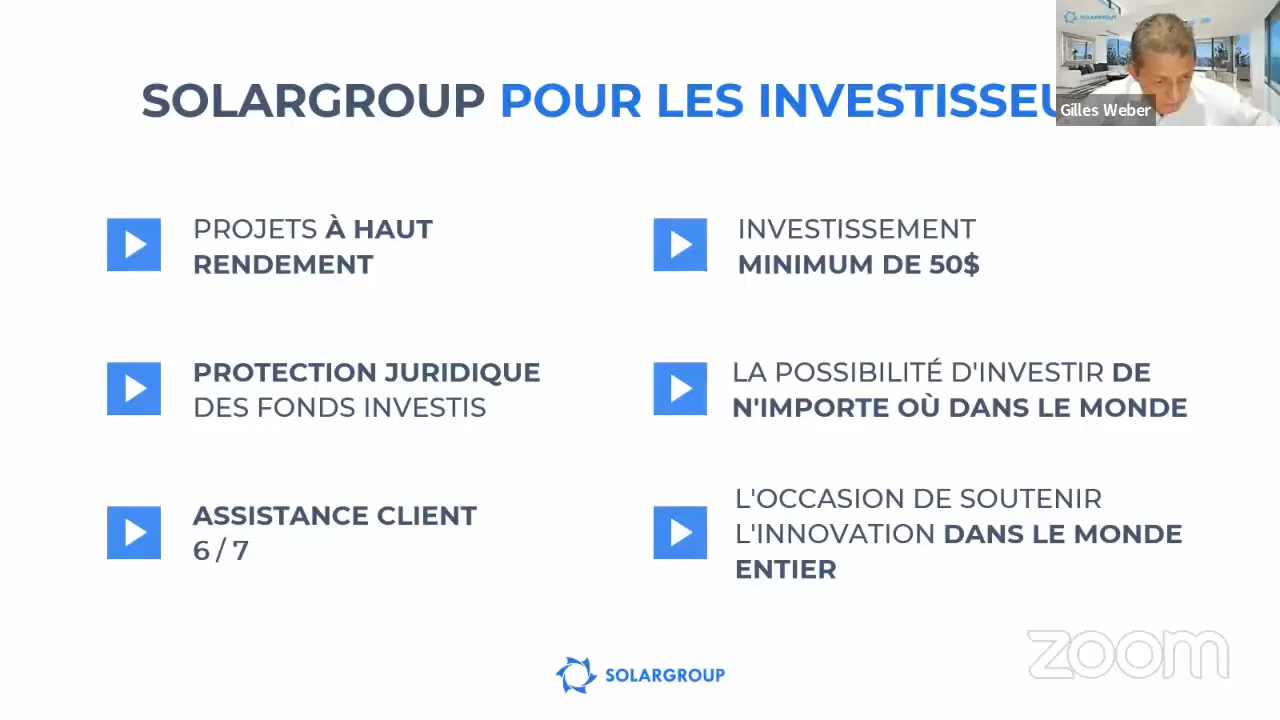 SOLARGROUP
SOLARGROUP POUR LES INVESTISSEU
Gilles Weber
PROJETS À HAUT
RENDEMENT
INVESTISSEMENT
MINIMUM DE 50$
PROTECTION JURIDIQUE
DES FONDS INVESTIS
LA POSSIBILITÉ D'INVESTIR DE
N'IMPORTE OÙ DANS LE MONDE
ASSISTANCE CLIENT
6 / 7
L'OCCASION DE SOUTENIR
L'INNOVATION DANS LE MONDE
ENTIER
zoom
SOLARGROUP